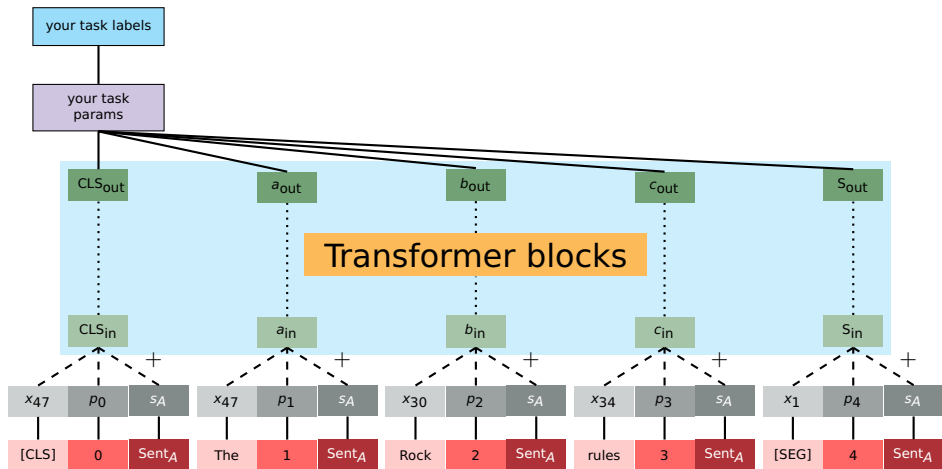 your task labels
your task
params
CLSout aout bout cout Sout
Transformer blocks
CLSin ain bin cin Sin
+ + + + +
x47 p0 sA x47 p1 sA x30 p2 sA x34 p3 sA x1 p4 sA
[CLS] 0 SentA The 1 SentA Rock 2 SentA rules 3 SentA [SEG] 4 SentA